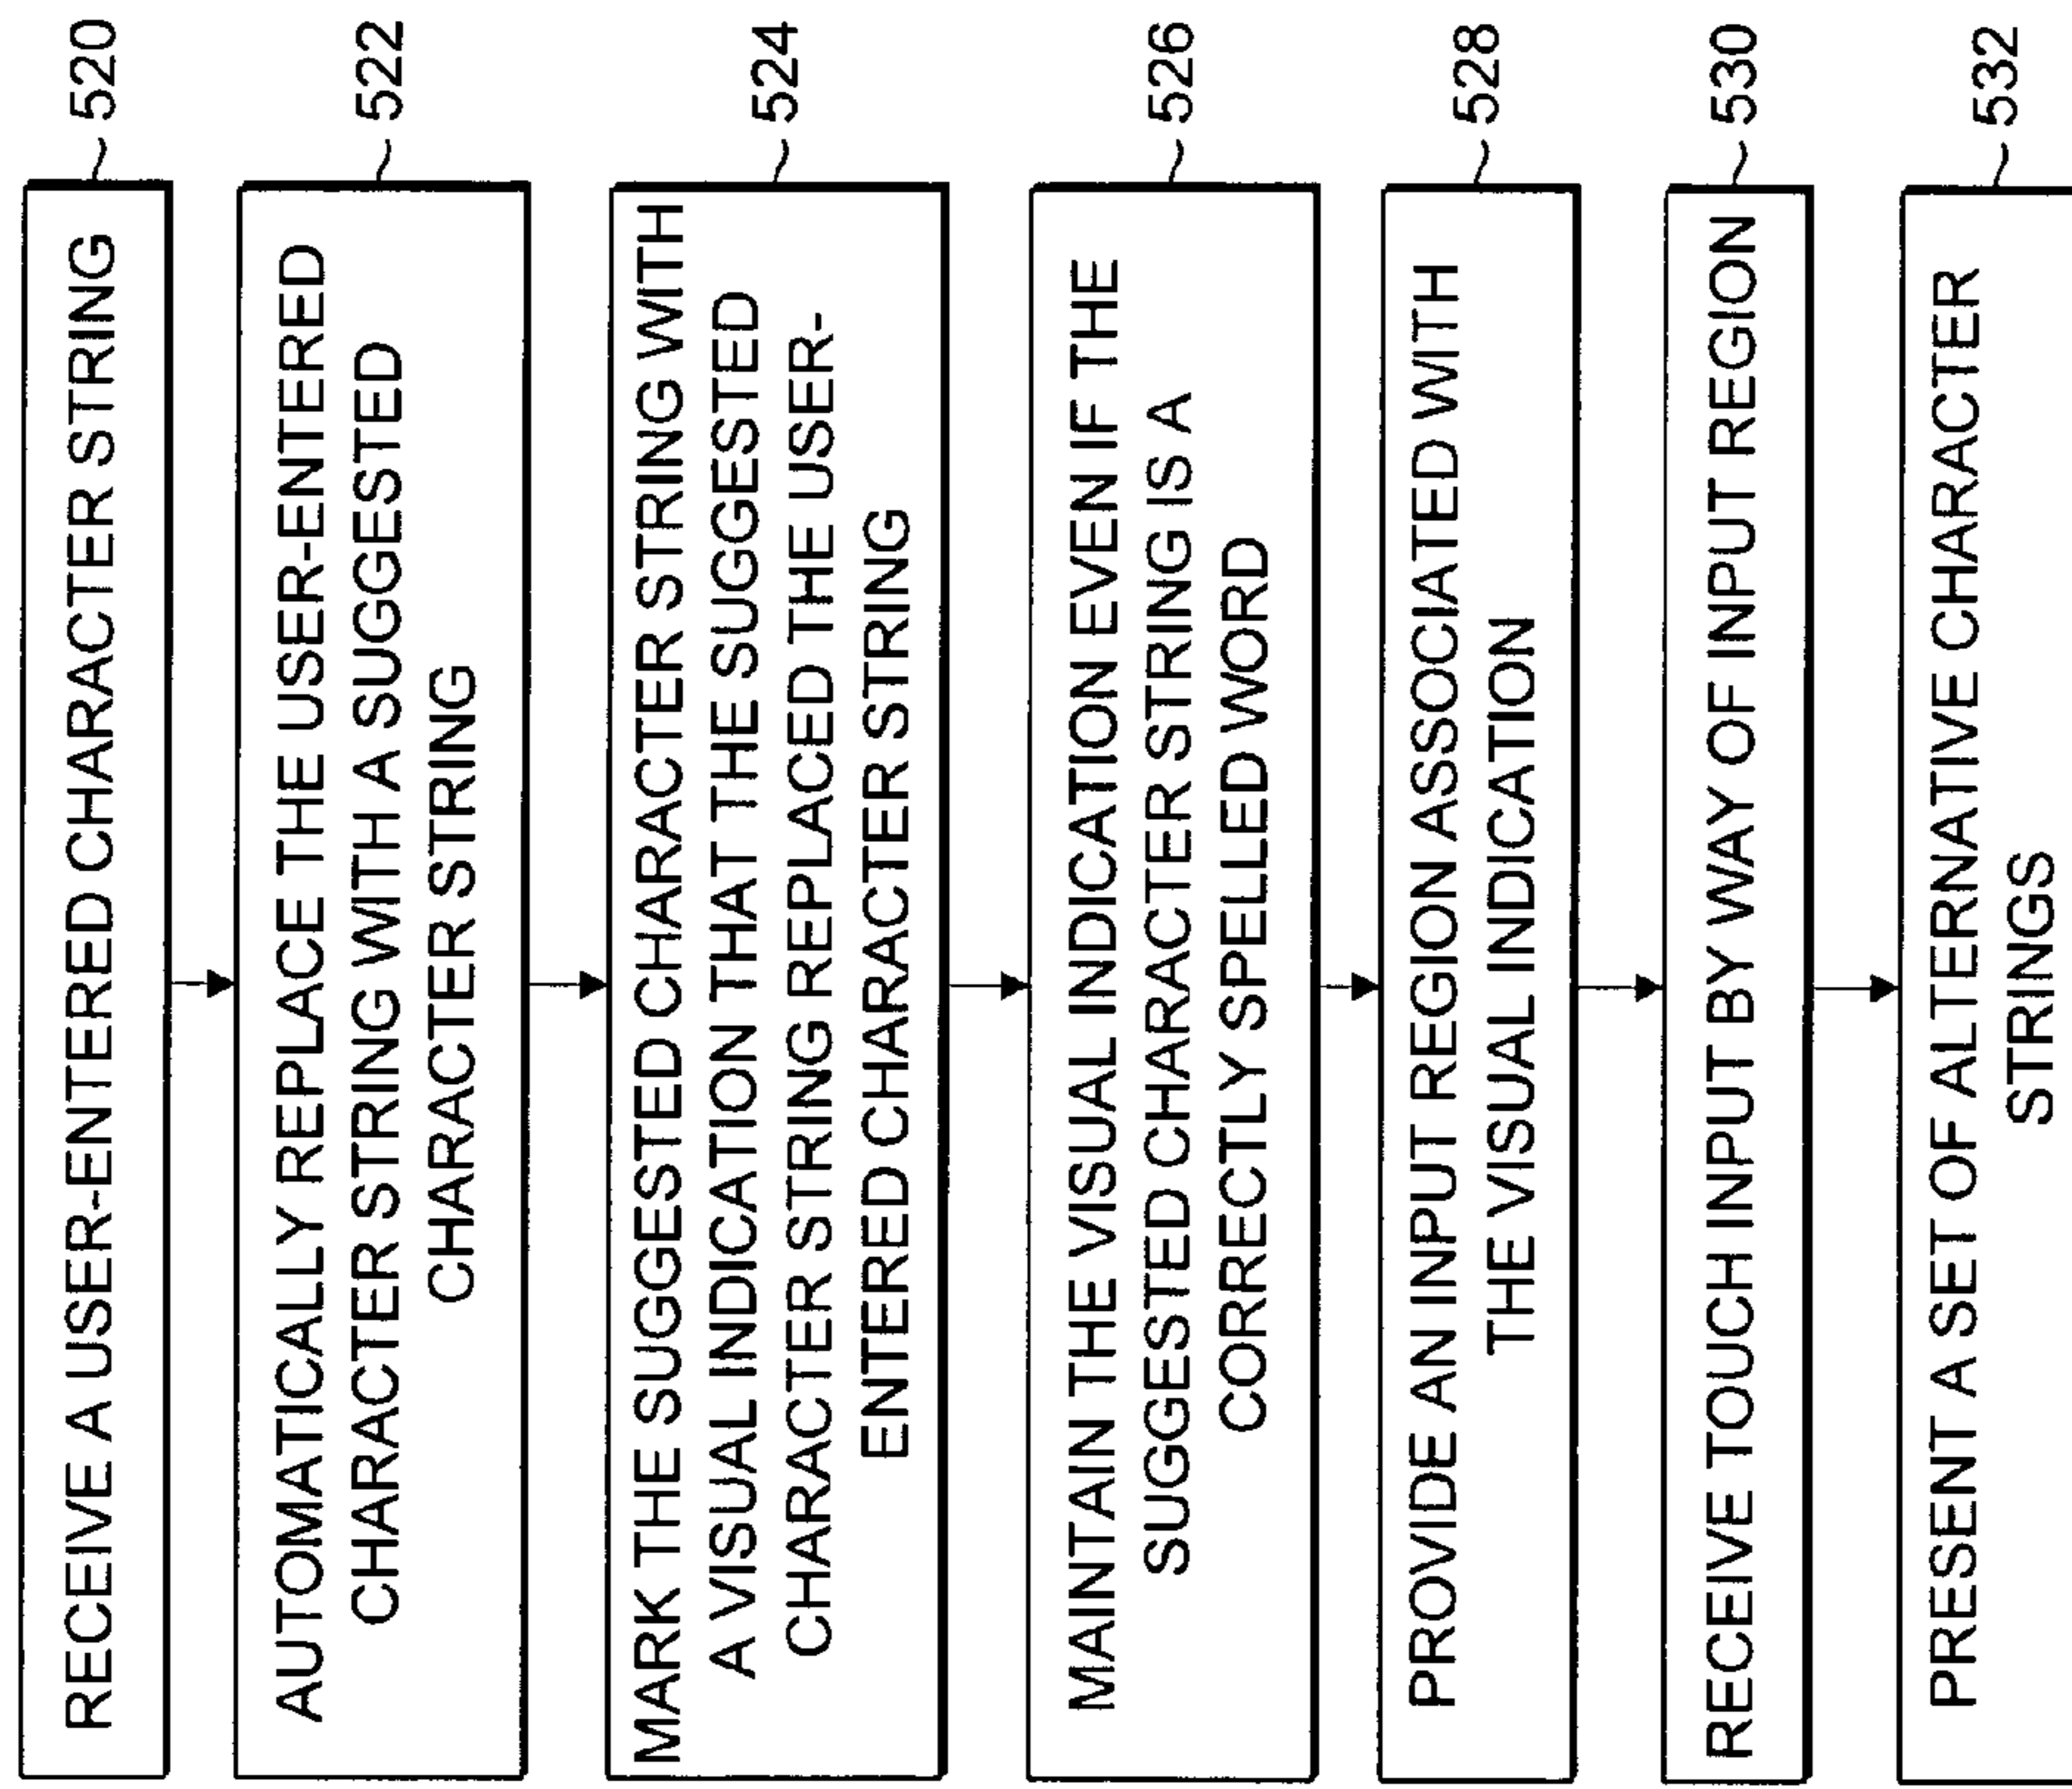 RECEIVE A USER-ENTERED CHARACTER STRING
520
AUTOMATICALLY REPLACE THE USER-ENTERED
CHARACTER STRING WITH A SUGGESTED
CHARACTER STRING
522
MARK THE SUGGESTED CHARACTER STRING WITH
A VISUAL INDICATION THAT THE SUGGESTED
CHARACTER STRING REPLACED THE USER-
ENTERED CHARACTER STRING
524
MAINTAIN THE VISUAL INDICATION EVEN IF THE
SUGGESTED CHARACTER STRING IS A
CORRECTLY SPELLED WORD
526
PROVIDE AN INPUT REGION ASSOCIATED WITH
THE VISUAL INDICATION
528
RECEIVE TOUCH INPUT BY WAY OF INPUT REGION
530
PRESENT A SET OF ALTERNATIVE CHARACTER
STRINGS
532